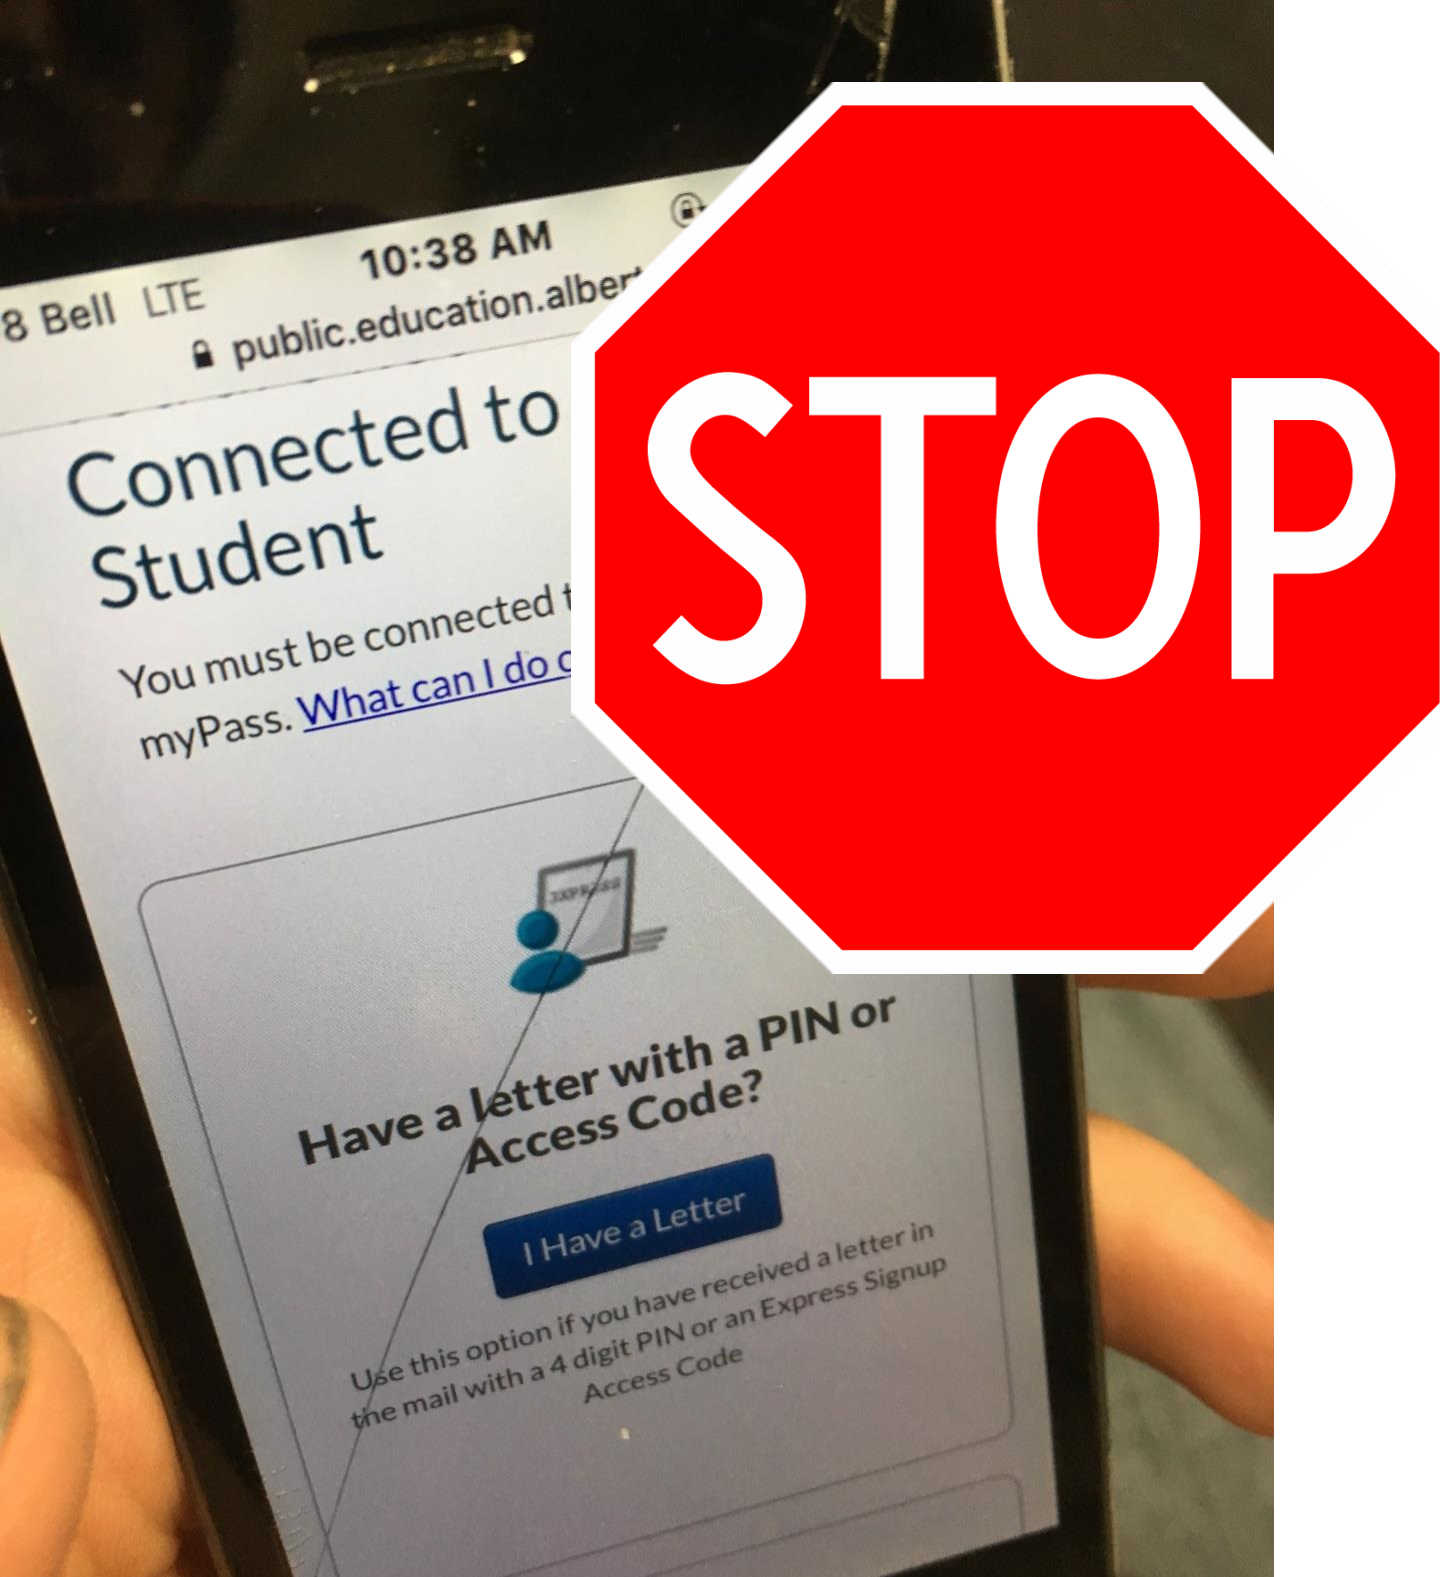 8 Bell LTE 10:38 AM
public.education.albert
Connected to
Student
You must be connected
myPass. What can I do
STOP
EXPRESS
Have a letter with a PIN or
Access Code?
I Have a Letter
Use this option if you have received a letter in
the mail with a 4 digit PIN or an Express Signup
Access Code